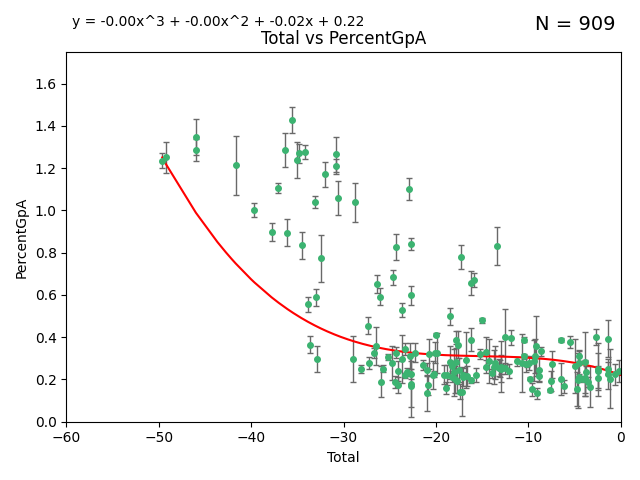 y = -0.00x^3 + -0.00x^2 + -0.02x + 0.22
N = 909
Total vs PercentGpA
1.6
1.4
1.2
1.0
0.8
0.6
0.4
0.2
0.0
PercentGpA
−60 −50 −40 −30 −20 −10 0
Total